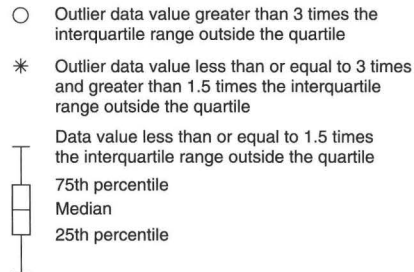 Outlier data value greater than 3 times the
interquartile range outside the quartile
Outlier data value less than or equal to 3 times
and greater than 1.5 times the interquartile
range outside the quartile
Data value less than or equal to 1.5 times
the interquartile range outside the quartile
75th percentile
Median
25th percentile